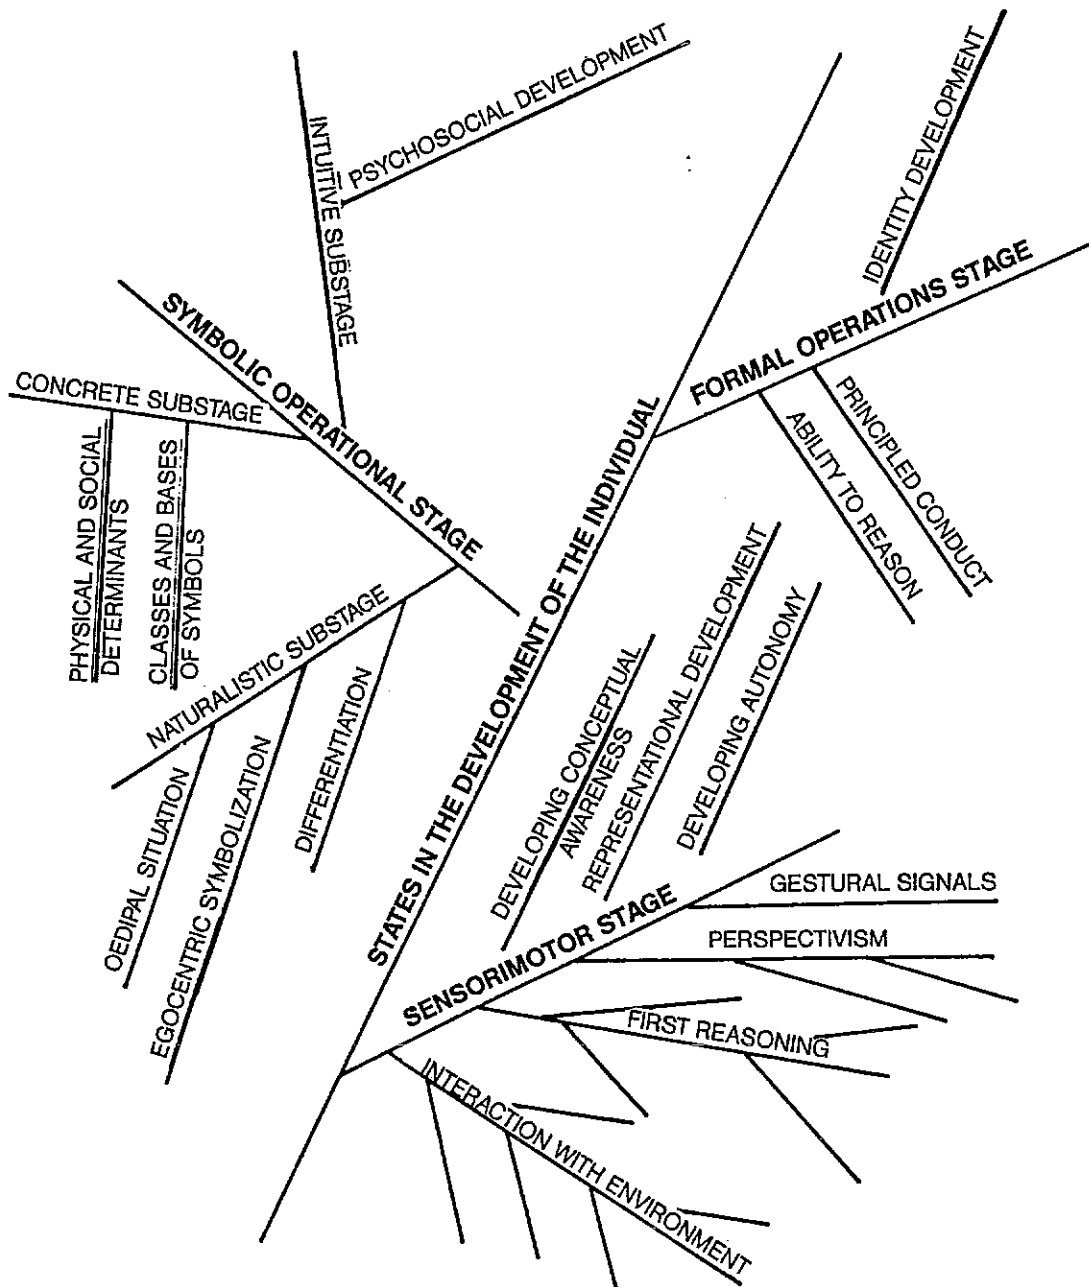 PSYCHOSOCIAL DEVELOPMENT
INTUITIVE SUBSTAGE
IDENTITY DEVELOPMENT
SYMBOLIC OPERATIONAL STAGE
FORMAL OPERATIONS STAGE
CONCRETE SUBSTAGE
PHYSICAL AND SOCIAL
DETERMINANTS
CLASSES AND BASES
OF SYMBOLS
PRINCIPLED CONDUCT
ABILITY TO REASON
STATES IN THE DEVELOPMENT OF THE INDIVIDUAL
NATURALISTIC SUBSTAGE
OEDIPAL SITUATION
EGOCENTRIC SYMBOLIZATION
DIFFERENTIATION
DEVELOPING CONCEPTUAL
AWARENESS
REPRESENTATIONAL DEVELOPMENT
DEVELOPING AUTONOMY
SENSORIMOTOR STAGE
GESTURAL SIGNALS
PERSPECTIVISM
FIRST REASONING
INTERACTION WITH ENVIRONMENT